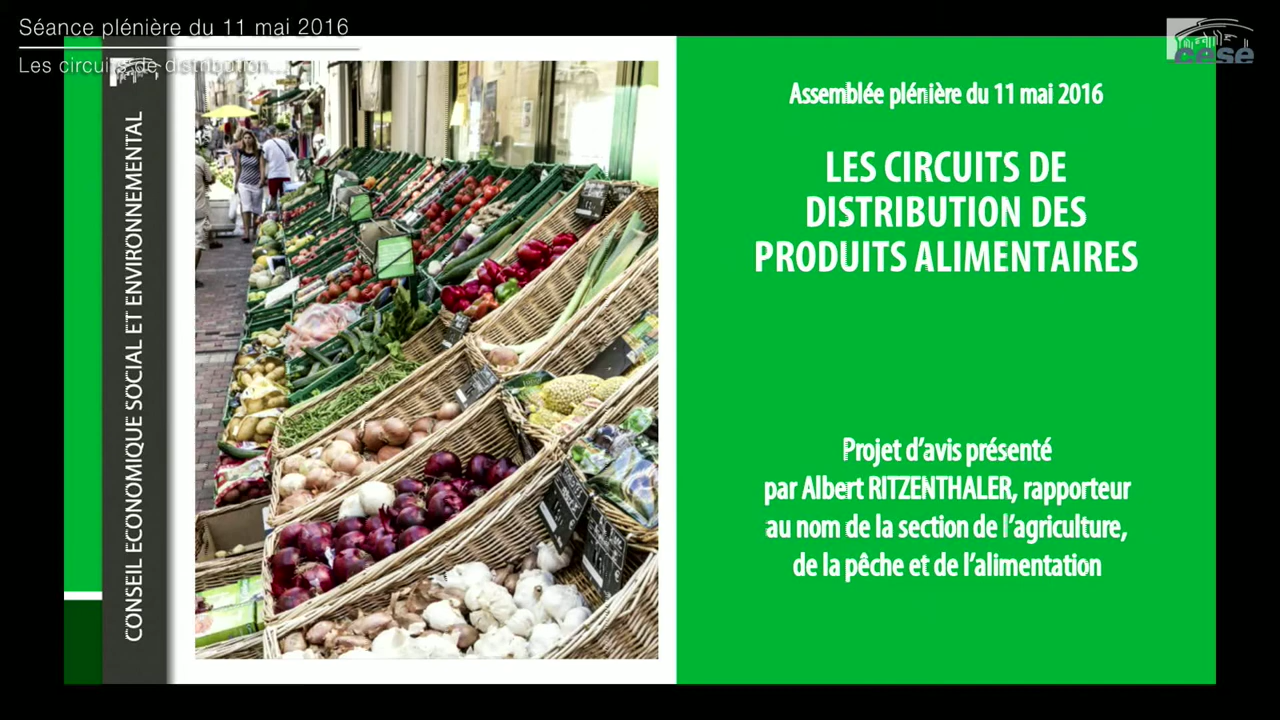 Séance plénière du 11 mai 2016
Les circuits de distribution...
cese
CONSEIL ECONOMIQUE SOCIAL ET ENVIRONNEMENTAL
Assemblée plénière du 11 mai 2016
LES CIRCUITS DE
DISTRIBUTION DES
PRODUITS ALIMENTAIRES
Projet d'avis présenté
par Albert RITZENTHALER, rapporteur
au nom de la section de l'agriculture,
de la pêche et de l'alimentation